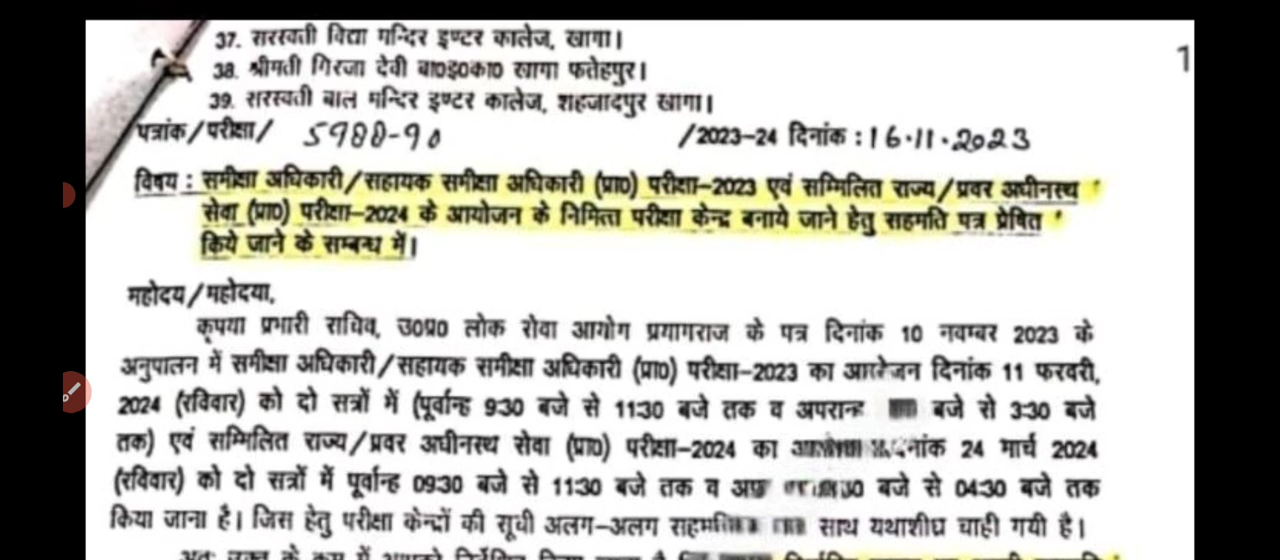 37. सरस्वती विद्या मन्दिर इण्टर कालेज, खागा।
1
38. श्रीमती गिरजा देवी बा०इ०का० खागा फतेहपुर।
39. सरस्वती बाल मन्दिर इण्टर कालेज, शहजादपुर खागा।
पत्रांक/परीक्षा/ 5988-90 /2023-24 दिनांक : 16.11.2023
विषय : समीक्षा अधिकारी/सहायक समीक्षा अधिकारी (प्रा0) परीक्षा-2023 एवं सम्मिलित राज्य/प्रवर अधीनस्थ
सेवा (प्रा0) परीक्षा-2024 के आयोजन के निमित्त परीक्षा केन्द्र बनाये जाने हेतु सहमति पत्र प्रेषित
किये जाने के सम्बन्ध में।
महोदय/महोदया,
कृपया प्रभारी सचिव, उ0प्र0 लोक सेवा आयोग प्रयागराज के पत्र दिनांक 10 नवम्बर 2023 के
अनुपालन में समीक्षा अधिकारी/सहायक समीक्षा अधिकारी (प्रा0) परीक्षा-2023 का आयोजन दिनांक 11 फरवरी,
2024 (रविवार) को दो सत्रों में (पूर्वान्ह 9:30 बजे से 11:30 बजे तक व अपरान्ह बजे से 3:30 बजे
तक) एवं सम्मिलित राज्य/प्रवर अधीनस्थ सेवा (प्रा0) परीक्षा-2024 का 24 मार्च 2024
(रविवार) को दो सत्रों में पूर्वान्ह 09:30 बजे से 11:30 बजे तक व बजे से 04:30 बजे तक
किया जाना है। जिस हेतु परीक्षा केन्द्रों की सूची अलग-अलग साथ यथाशीघ्र चाही गयी है।